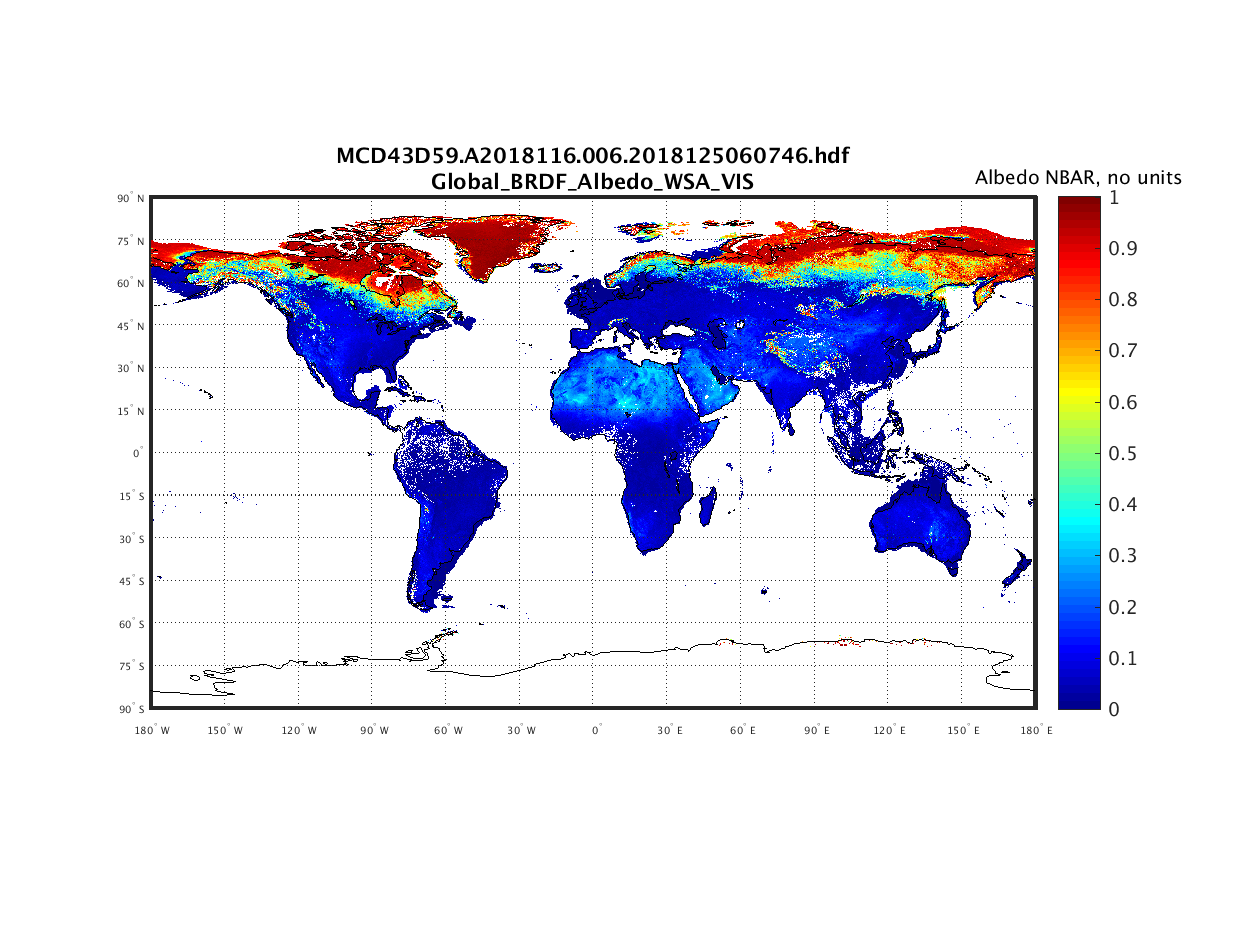 MCD43D59.A2018116.006.2018125060746.hdf
Global_BRDF_Albedo_WSA_VIS
Albedo NBAR, no units
90° N
75° N
60° N
45° N
30° N
15° N
0°
15° S
30° S
45° S
60° S
75° S
90° S
180° W
150° W
120° W
90° W
60° W
30° W
0°
30° E
60° E
90° E
120° E
150° E
180° E
1
0.9
0.8
0.7
0.6
0.5
0.4
0.3
0.2
0.1
0